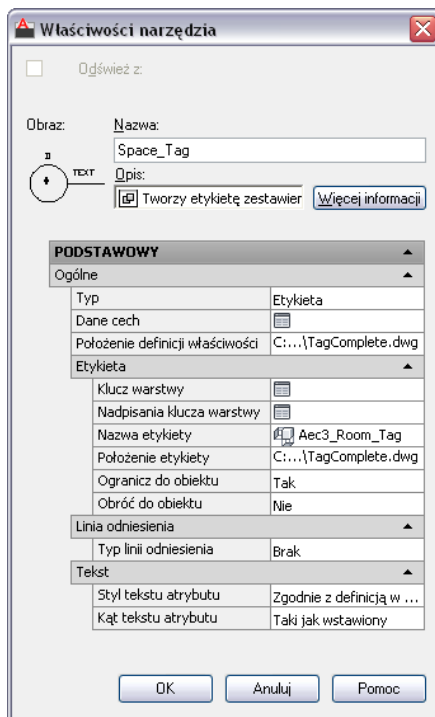 Właściwości narzędzia
Odśwież z:
Obraz:
Nazwa:
II
TEXT
Space_Tag
Opis:
Tworzy etykietę zestawier
Więcej informacji
PODSTAWOWY
Ogólne
Typ Etykieta
Dane cech
Położenie definicji właściwości C:...\TagComplete.dwg
Etykieta
Klucz warstwy
Nadpisania klucza warstwy
Nazwa etykiety Aec3_Room_Tag
Położenie etykiety C:...\TagComplete.dwg
Ogranicz do obiektu Tak
Obróć do obiektu Nie
Linia odniesienia
Typ linii odniesienia Brak
Tekst
Styl tekstu atrybutu Zgodnie z definicją w ...
Kąt tekstu atrybutu Taki jak wstawiony
OK Anuluj Pomoc